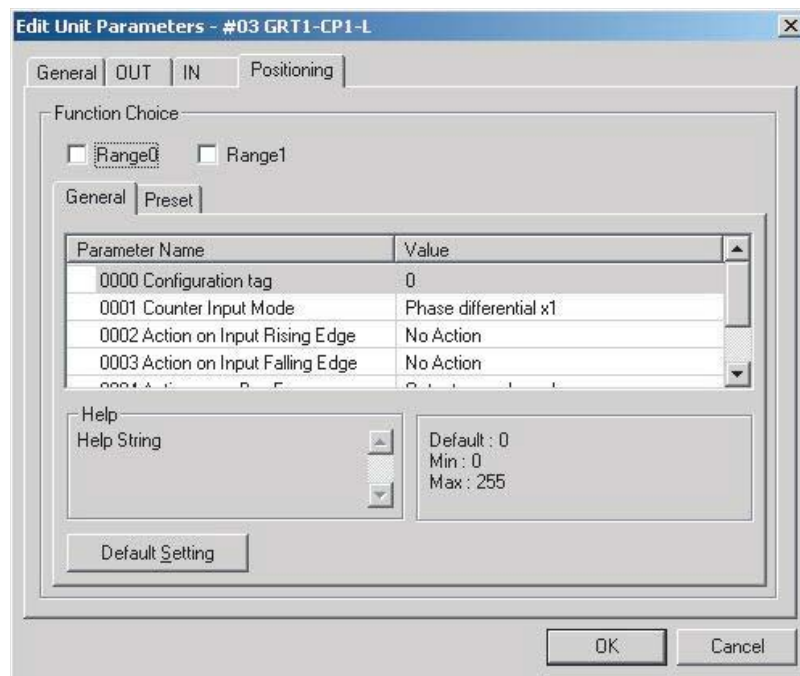 Edit Unit Parameters - #03 GRT1-CP1-L
General OUT IN Positioning
Function Choice
Range0 Range1
General Preset
Parameter Name Value
0000 Configuration tag 0
0001 Counter Input Mode Phase differential x1
0002 Action on Input Rising Edge No Action
0003 Action on Input Falling Edge No Action
Help
Help String
Default : 0
Min : 0
Max : 255
Default Setting
OK Cancel